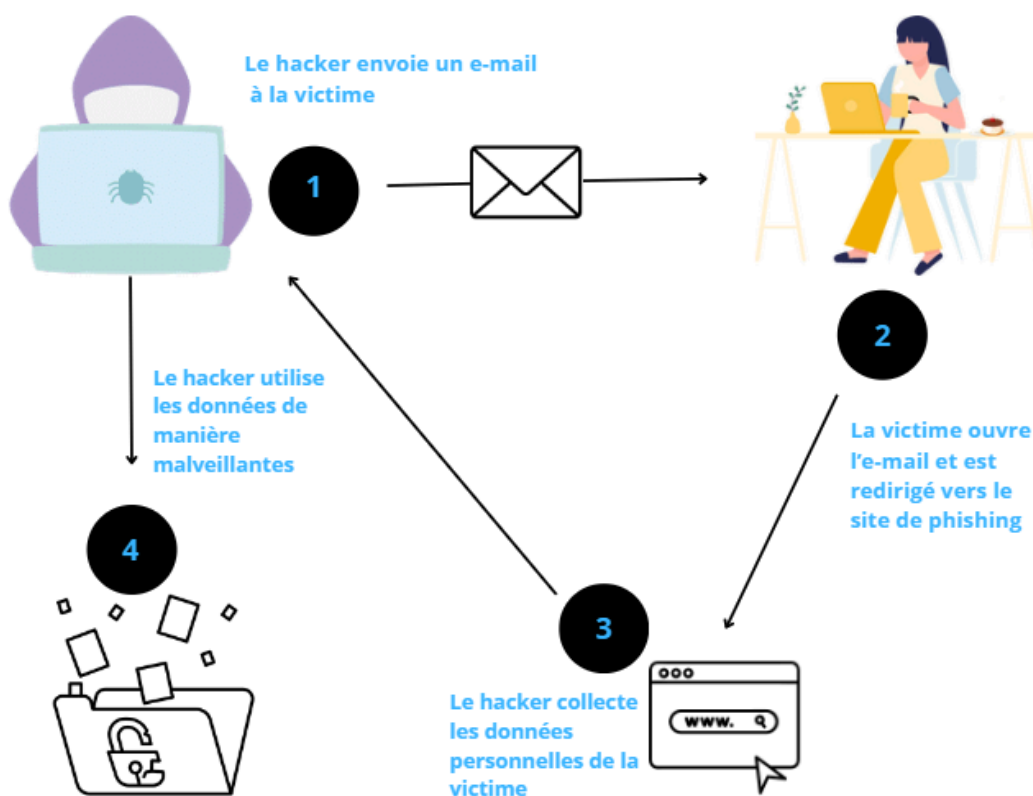 Le hacker envoie un e-mail
à la victime
1
2
La victime ouvre
l'e-mail et est
redirigé vers le
site de phishing
3
Le hacker collecte
les données
personnelles de la
victime
www.
Le hacker utilise
les données de
manière
malveillantes
4